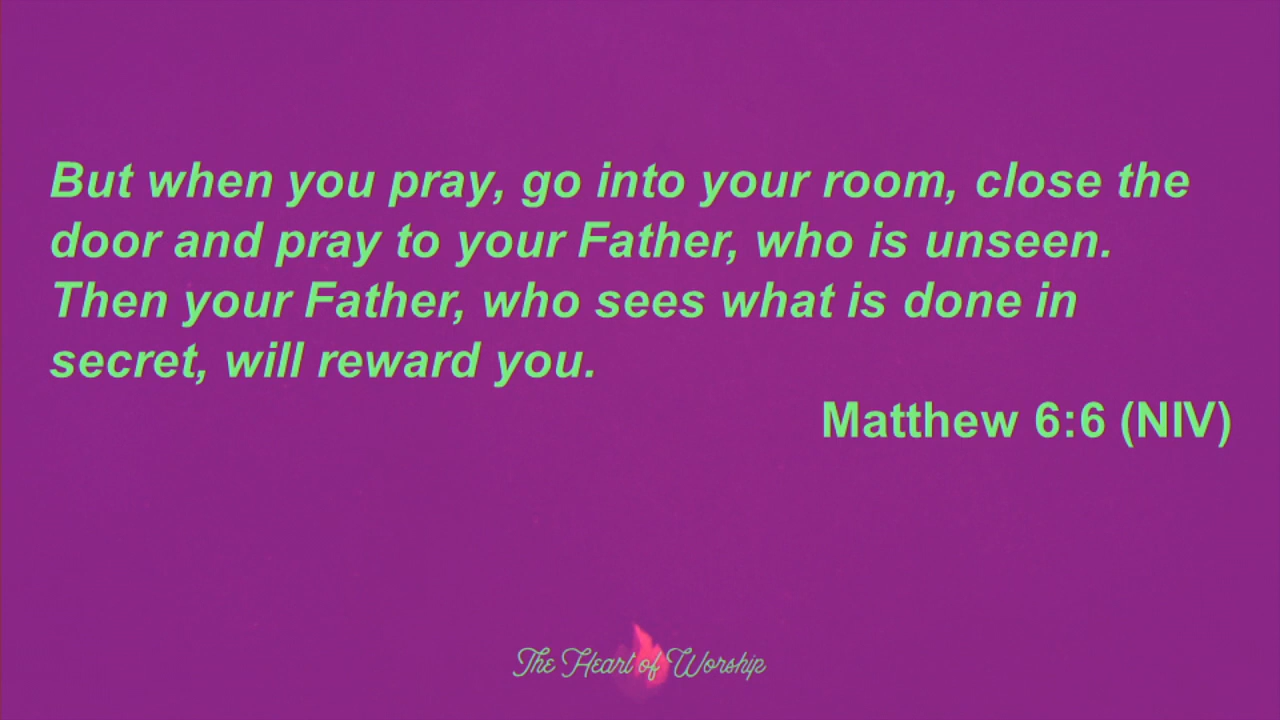 But when you pray, go into your room, close the
door and pray to your Father, who is unseen.
Then your Father, who sees what is done in
secret, will reward you.
Matthew 6:6 (NIV)
The Heart of Worship